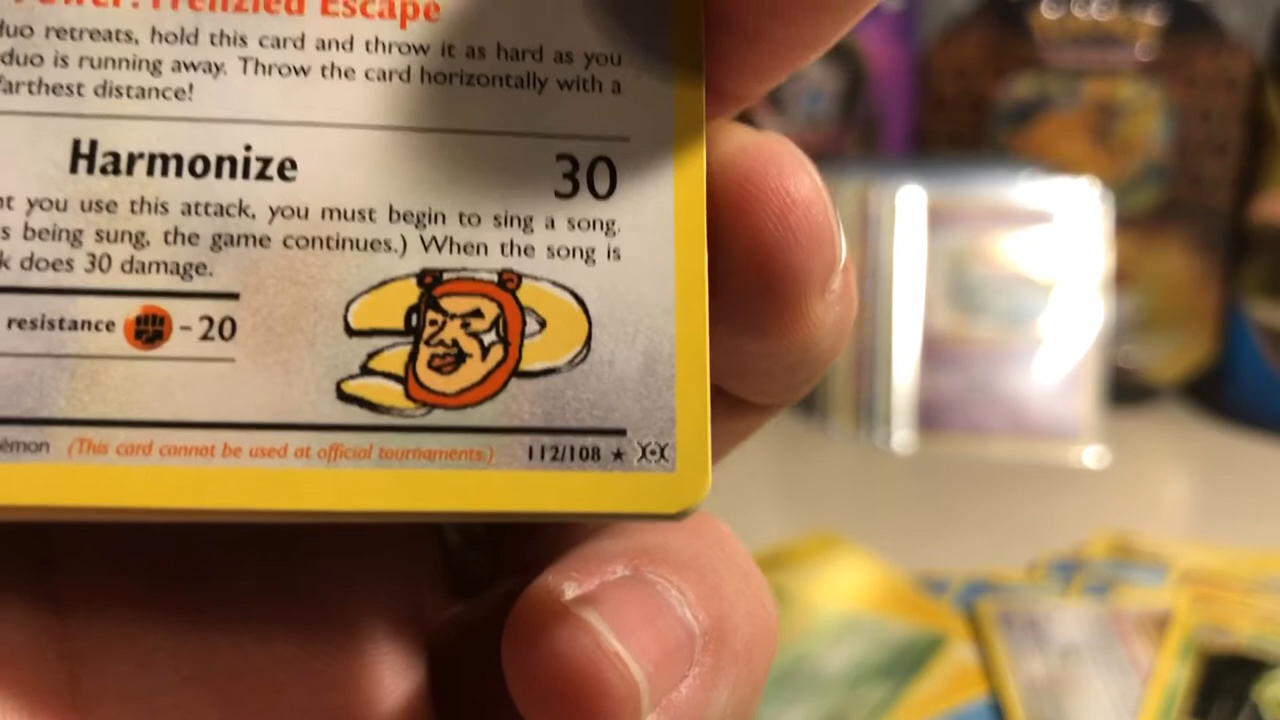 Frenzied Escape
duo retreats, hold this card and throw it as hard as you
duo is running away. Throw the card horizontally with a
farthest distance!
Harmonize 30
you use this attack, you must begin to sing a song.
being sung, the game continues.) When the song is
does 30 damage.
resistance -20
(This card cannot be used at official tournaments.) 112/108 ★